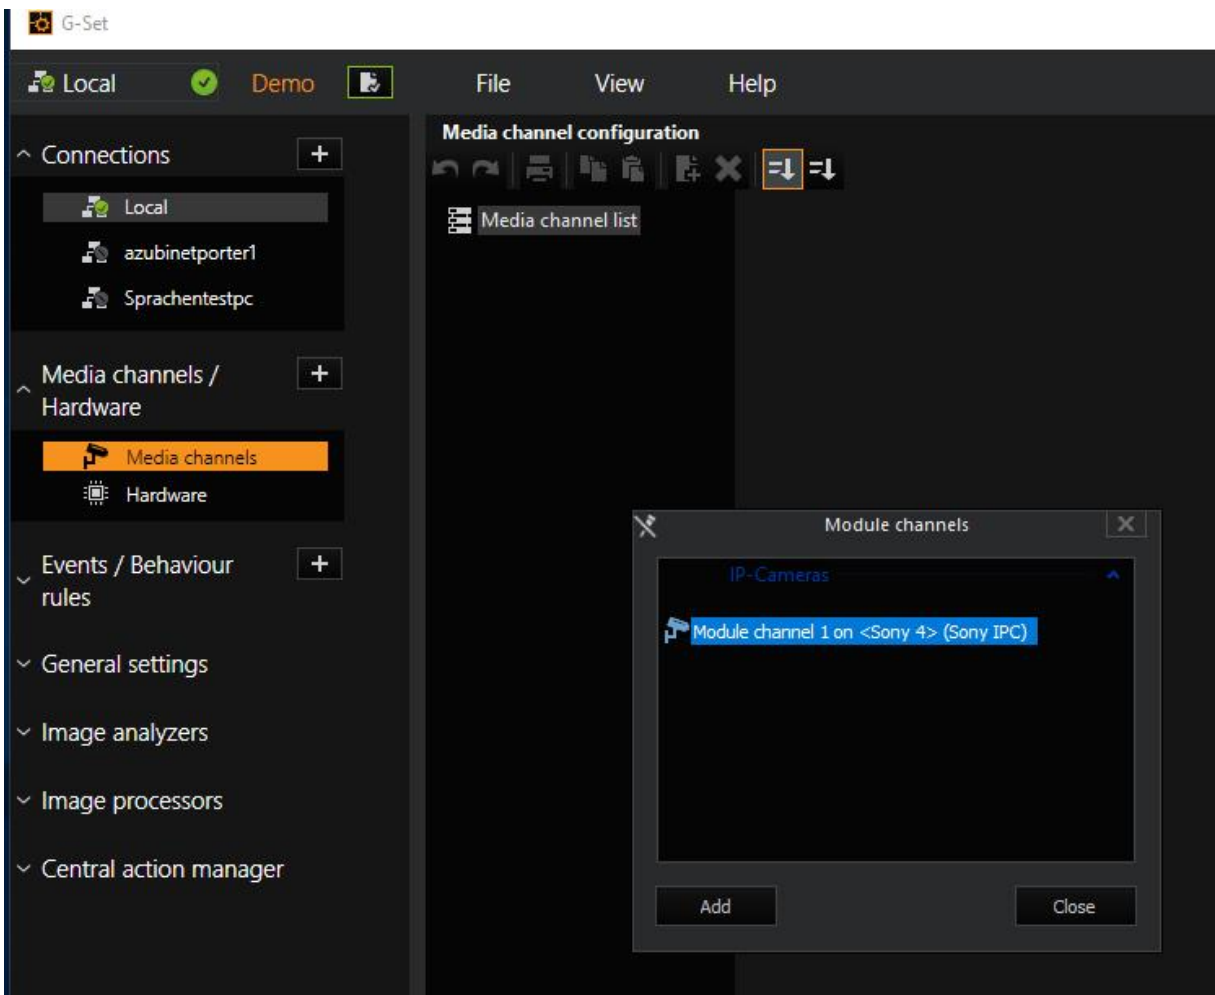 G-Set
Local Demo File View Help
Connections
Local
azubinetporter1
Sprachentestpc
Media channels /
Hardware
Media channels
Hardware
Events / Behaviour
rules
General settings
Image analyzers
Image processors
Central action manager
Media channel configuration
Media channel list
Module channels
IP-Cameras
Module channel 1 on <Sony 4> (Sony IPC)
Add Close